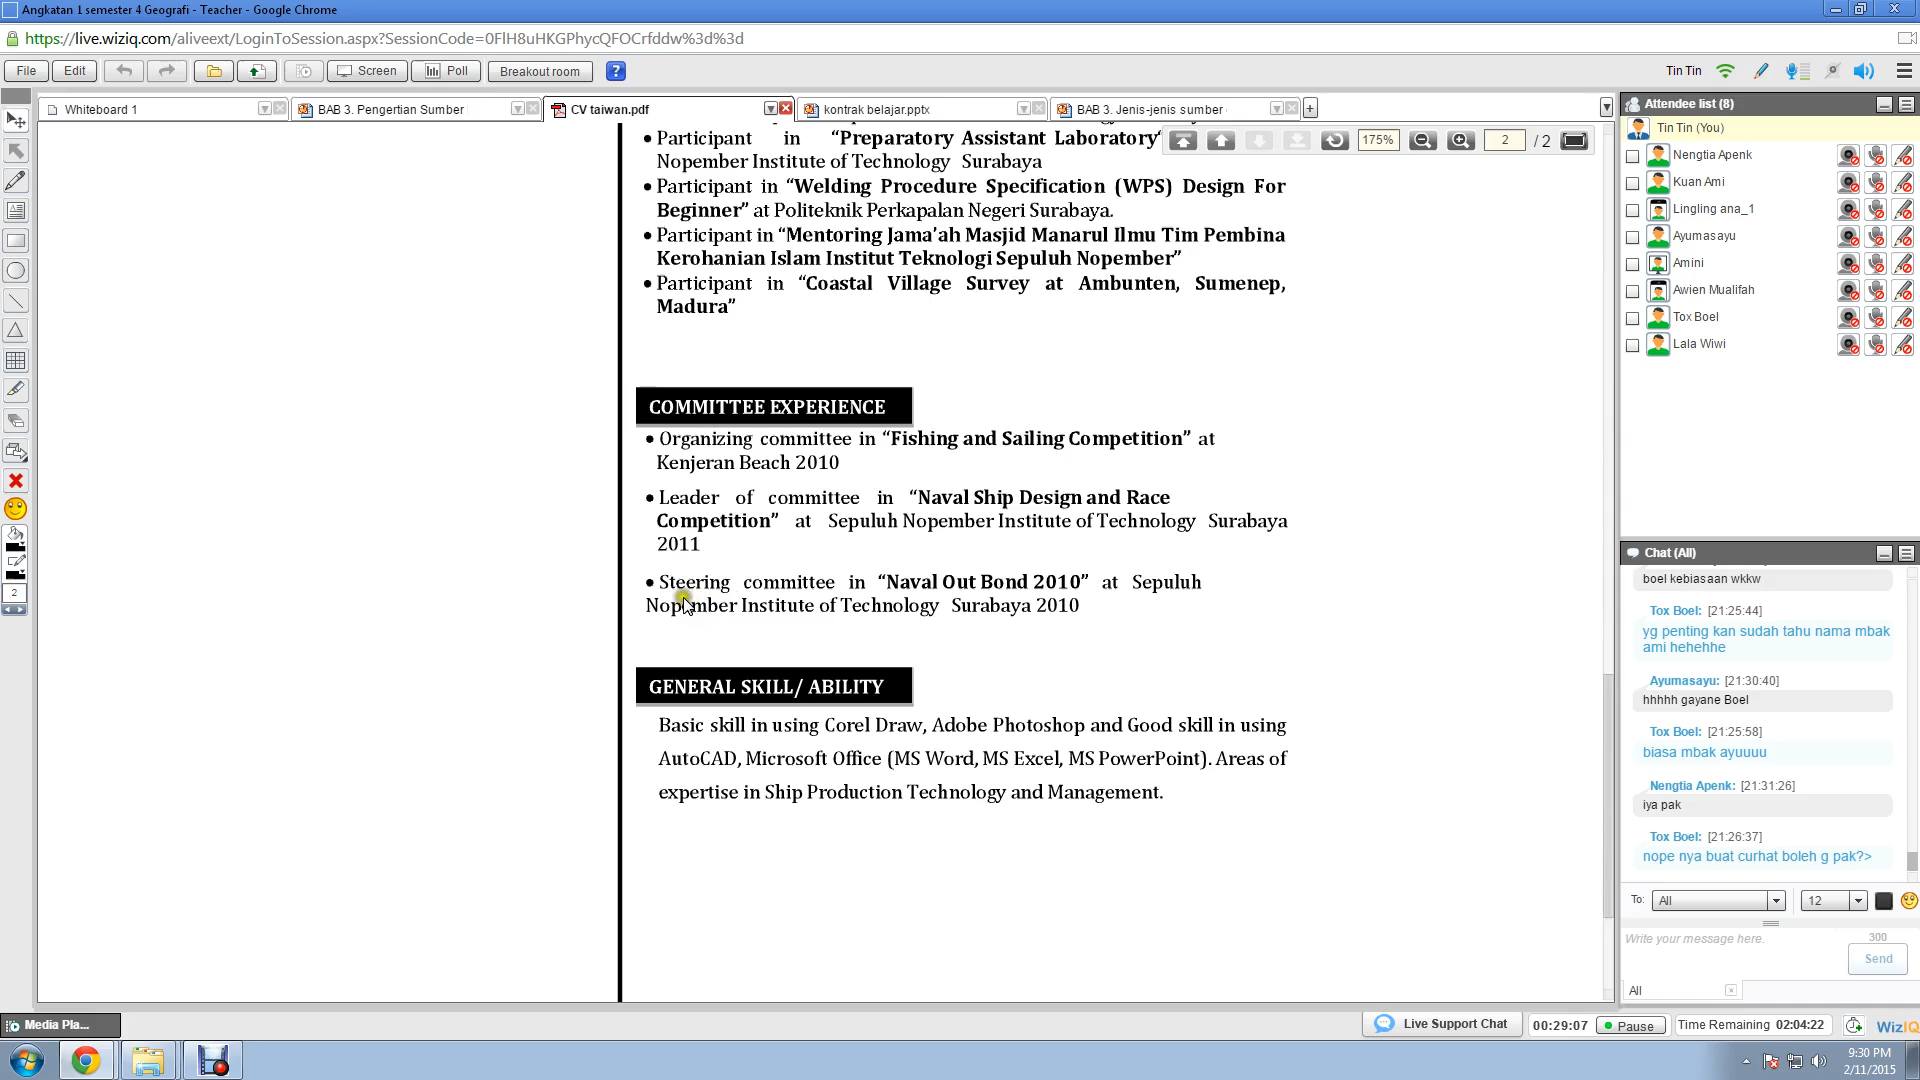 Angkatan 1 semester 4 Geografi - Teacher - Google Chrome
https://live.wiziq.com/aliveext/LoginToSession.aspx?SessionCode=0FlH8uHKGPhycQFOCrfddw%3d%3d
File Edit Screen Poll Breakout room ? Tin Tin
Whiteboard 1 BAB 3. Pengertian Sumber CV taiwan.pdf kontrak belajar.pptx BAB 3. Jenis-jenis sumber +
175% 2 / 2
• Participant in “Preparatory Assistant Laboratory
Nopember Institute of Technology Surabaya
• Participant in “Welding Procedure Specification (WPS) Design For
Beginner” at Politeknik Perkapalan Negeri Surabaya.
• Participant in “Mentoring Jama’ah Masjid Manarul Ilmu Tim Pembina
Kerohanian Islam Institut Teknologi Sepuluh Nopember”
• Participant in “Coastal Village Survey at Ambunten, Sumenep,
Madura”
COMMITTEE EXPERIENCE
• Organizing committee in “Fishing and Sailing Competition” at
Kenjeran Beach 2010
• Leader of committee in “Naval Ship Design and Race
Competition” at Sepuluh Nopember Institute of Technology Surabaya
2011
• Steering committee in “Naval Out Bond 2010” at Sepuluh
Nopember Institute of Technology Surabaya 2010
GENERAL SKILL/ ABILITY
Basic skill in using Corel Draw, Adobe Photoshop and Good skill in using
AutoCAD, Microsoft Office (MS Word, MS Excel, MS PowerPoint). Areas of
expertise in Ship Production Technology and Management.
2
Attendee list (8)
Tin Tin (You)
Nengtia Apenk
Kuan Ami
Lingling ana_1
Ayumasayu
Amini
Awien Mualifah
Tox Boel
Lala Wiwi
Chat (All)
boel kebiasaan wkkw
Tox Boel: [21:25:44]
yg penting kan sudah tahu nama mbak
ami hehehhe
Ayumasayu: [21:30:40]
hhhhh gayane Boel
Tox Boel: [21:25:58]
biasa mbak ayuuuu
Nengtia Apenk: [21:31:26]
iya pak
Tox Boel: [21:26:37]
nope nya buat curhat boleh g pak?>
To: All 12
Write your message here. 300
Send
All
Media Pla... Live Support Chat 00:29:07 Pause Time Remaining 02:04:22 WizIQ
9:30 PM
2/11/2015